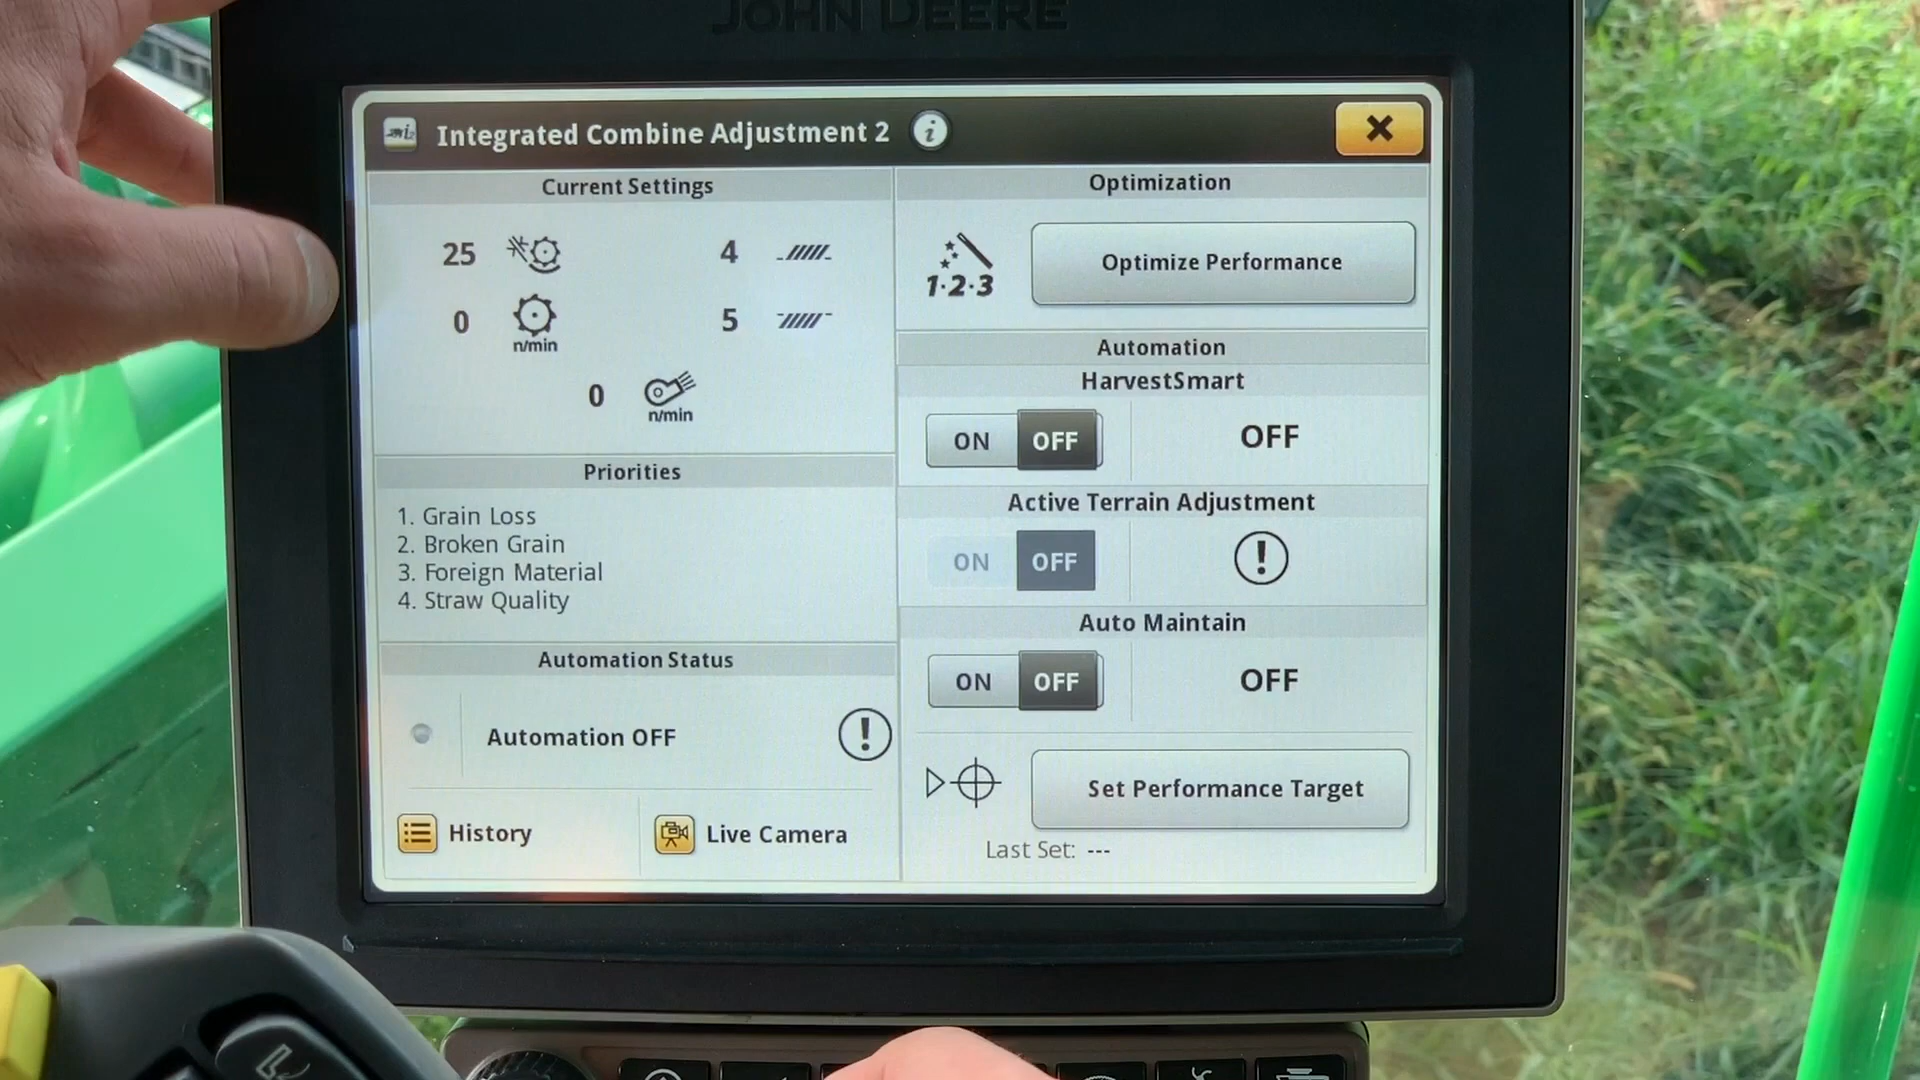 JOHN DEERE
Integrated Combine Adjustment 2
Current Settings
25
4
0
n/min
5
0
n/min
Priorities
1. Grain Loss
2. Broken Grain
3. Foreign Material
4. Straw Quality
Automation Status
Automation OFF
History
Live Camera
Optimization
1·2·3
Optimize Performance
Automation
HarvestSmart
ON OFF
OFF
Active Terrain Adjustment
ON OFF
Auto Maintain
ON OFF
OFF
Set Performance Target
Last Set: ---